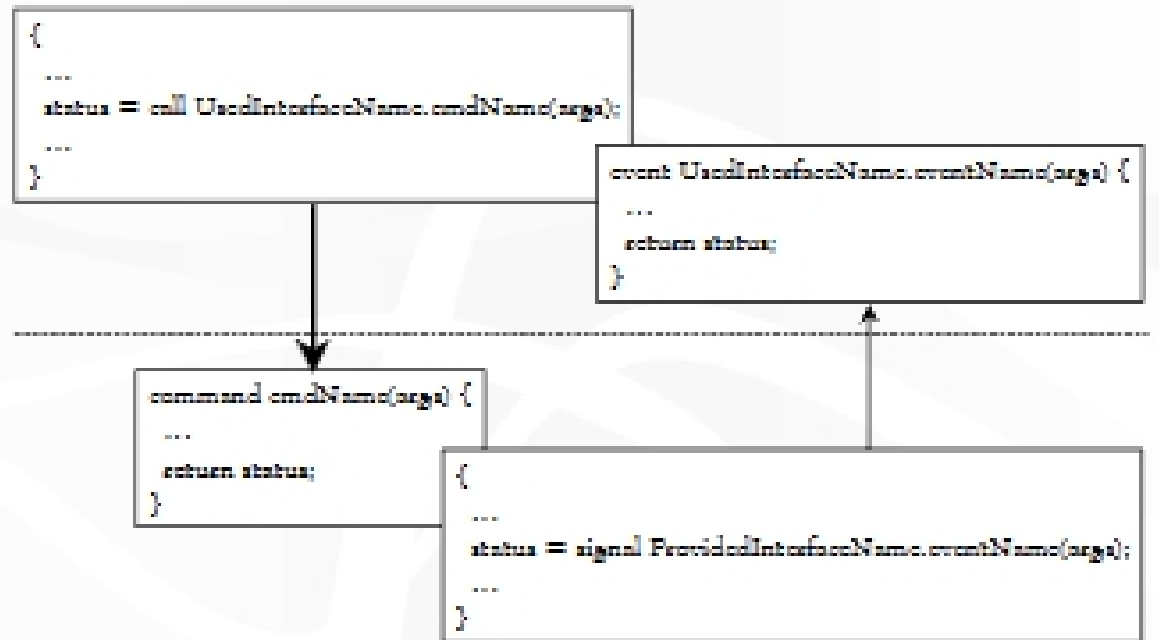 {
...
status = call UsedInterfaceName.cmdName(args);
...
}
event UsedInterfaceName.eventName(args) {
...
return status;
}
command cmdName(args) {
...
return status;
}
{
...
status = signal ProvidedInterfaceName.eventName(args);
...
}